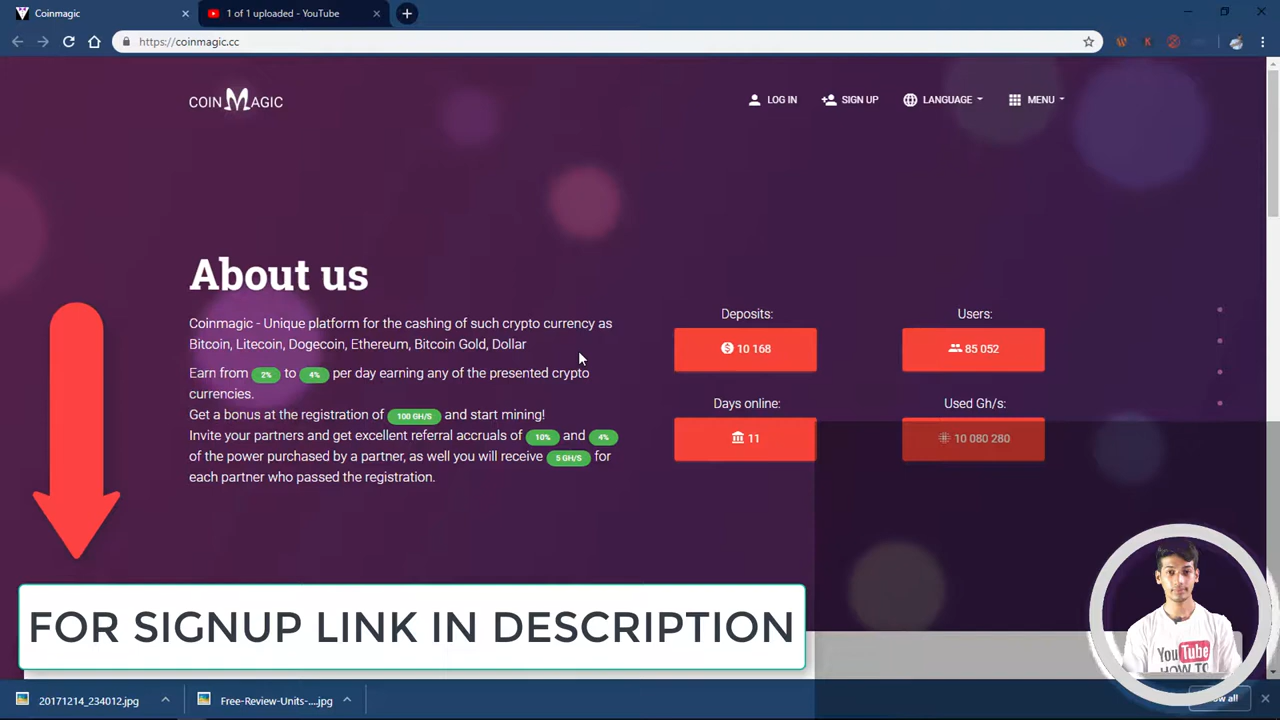 Coinmagic
1 of 1 uploaded - YouTube
https://coinmagic.cc
COIN MAGIC
LOG IN
SIGN UP
LANGUAGE
MENU
About us
Coinmagic - Unique platform for the cashing of such crypto currency as
Bitcoin, Litecoin, Dogecoin, Ethereum, Bitcoin Gold, Dollar
Earn from 2% to 4% per day earning any of the presented crypto
currencies.
Get a bonus at the registration of 100 GH/S and start mining!
Invite your partners and get excellent referral accruals of 10% and 4%
of the power purchased by a partner, as well you will receive 5 GH/S for
each partner who passed the registration.
Deposits:
10 168
Users:
85 052
Days online:
11
Used Gh/s:
10 080 280
FOR SIGNUP LINK IN DESCRIPTION
YouTube
HOW TO
20171214_234012.jpg
Free-Review-Units-....jpg
all